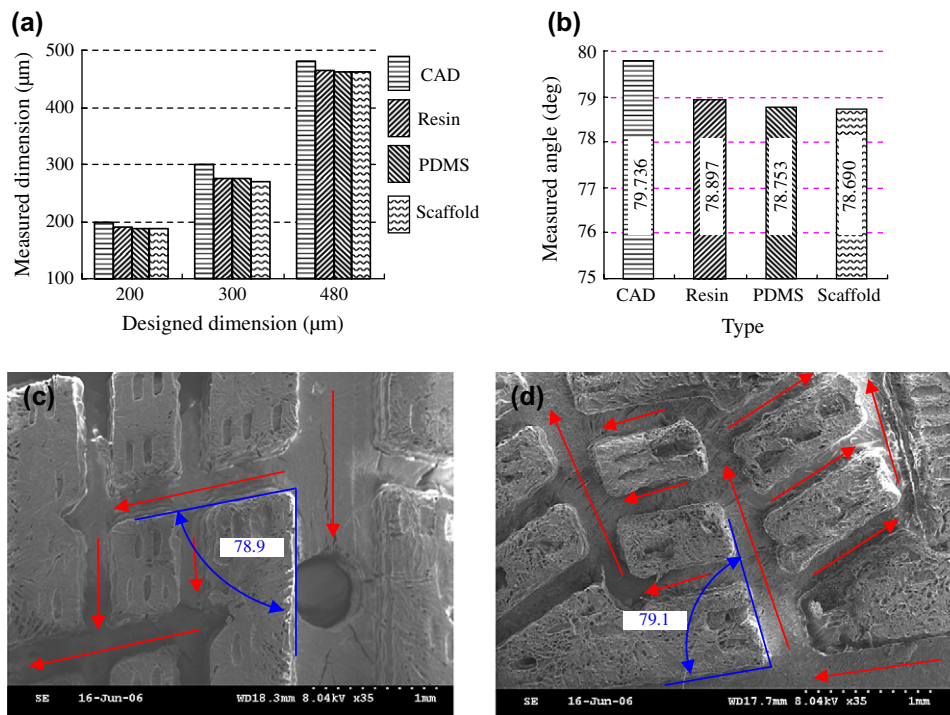 (a)
500
400
300
200
100
Measured dimension (μm)
200
300
480
Designed dimension (μm)
CAD
Resin
PDMS
Scaffold
(b)
80
79
78
77
76
75
Measured angle (deg)
79.736
78.897
78.753
78.690
CAD
Resin
PDMS
Scaffold
Type
(c)
78.9
SE 16-Jun-06 WD18.3mm 8.04kV x35 1mm
(d)
79.1
SE 16-Jun-06 WD17.7mm 8.04kV x35 1mm